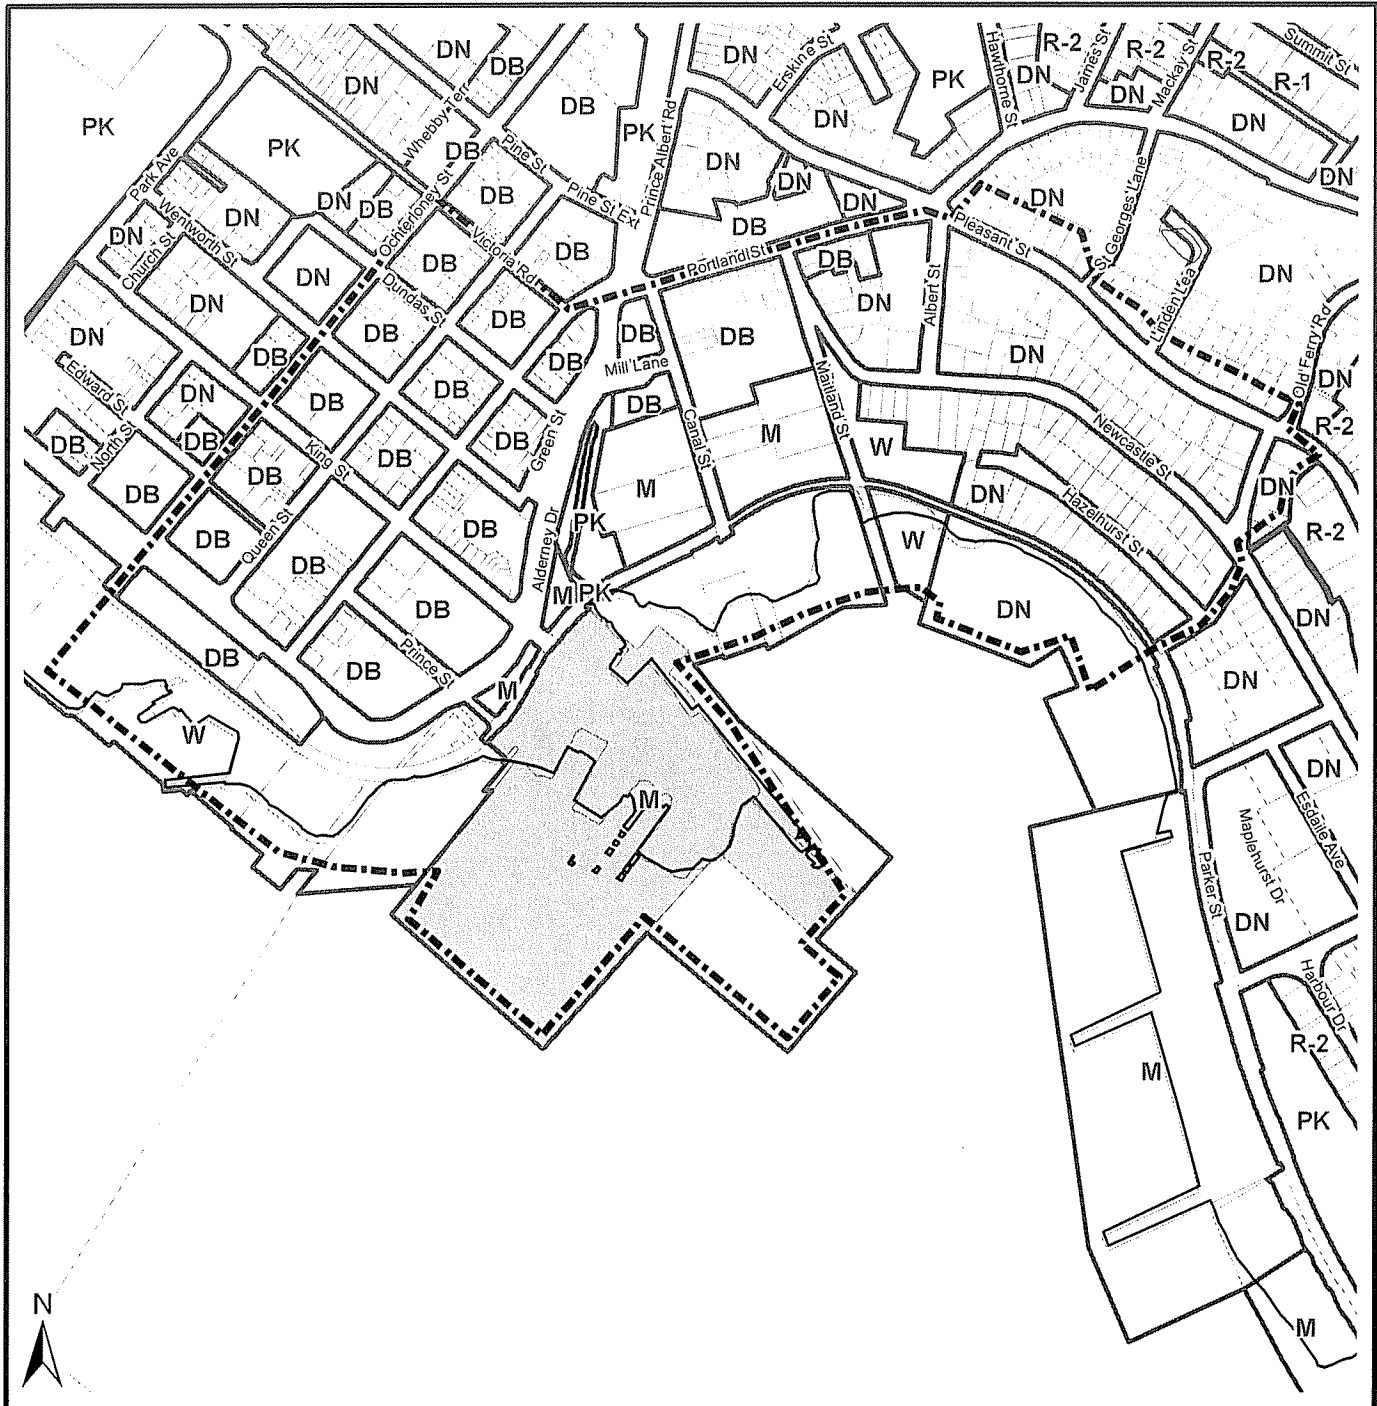 DN
DB
DN
Erskine St
Hawthorne St
R-2
James St
R-2
Mackay St
R-2
Summit St
R-1
DN
Whebby Terr
DB
PK
DN
DN
DN
PK
PK
DB
Pine St
PK
Prince Albert Rd
DN
DN
DN
DN
Park Ave
DN
DB
Ochterloney St
DB
Pine St Ext
DB
DN
Portland St
DN
Pleasant St
St Georges Lane
Wentworth St
DN
Church St
DN
DB
Victoria Rd
DB
DB
DN
Albert St
Linden Lea
DN
Old Ferry Rd
DN
DN
Dundas St
DB
DB
DB
DB
DN
DN
Edward St
DB
DB
DB
Mill Lane
DB
Maitland St
DN
R-2
DN
DB
DB
Canal St
M
Newcastle St
DB
North St
DB
DB
King St
DB
DB
Green St
M
W
DN
Hazelhurst St
DN
R-2
DB
DB
Queen St
DB
DB
Alderney Dr
PK
W
DB
M
PK
DN
DN
DB
DB
Prince St
M
DN
W
M
DN
Esdaile Ave
Maplehurst Dr
Parker St
DN
Harbour Dr
R-2
M
PK
N
M